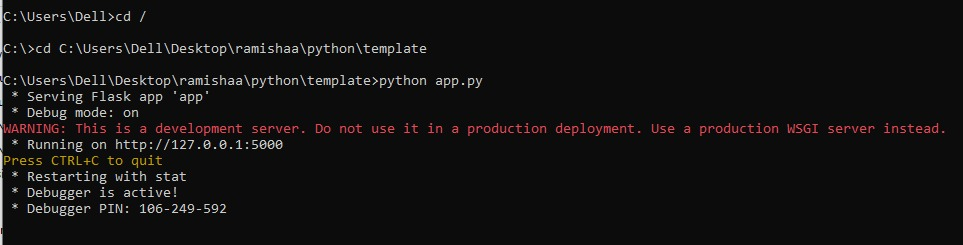 C:\Users\Dell>cd /
C:\>cd C:\Users\Dell\Desktop\ramishaa\python\template
C:\Users\Dell\Desktop\ramishaa\python\template>python app.py
 * Serving Flask app 'app'
 * Debug mode: on
WARNING: This is a development server. Do not use it in a production deployment. Use a production WSGI server instead.
 * Running on http://127.0.0.1:5000
Press CTRL+C to quit
 * Restarting with stat
 * Debugger is active!
 * Debugger PIN: 106-249-592